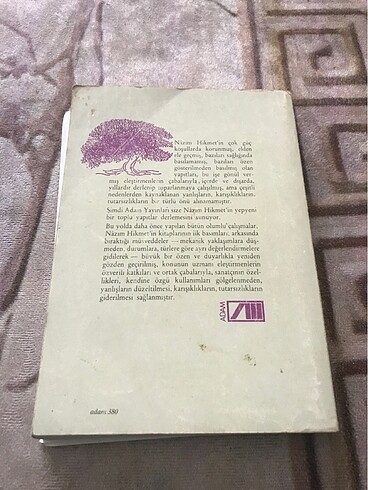 Nâzım Hikmet'in çok güç
koşullarda korunmuş, elden
ele geçmiş, bazıları sağlığında
basılamamış, bazıları özen
gösterilmeden basılmış olan
yapıtları, bu işe gönül ver-
miş eleştirmenlerin çabalarıyla, içerde ve dışarda,
yıllardır derlenip toparlanmaya çalışılmış, ama çeşitli
nedenlerden kaynaklanan yanlışların, karışıklıkların,
tutarsızlıkların bir türlü önü alınamamıştır.
Şimdi Adam Yayınları size Nâzım Hikmet'in yepyeni
bir toplu yapıtlar derlemesini sunuyor.
Bu yolda daha önce yapılan bütün olumlu çalışmalar,
Nâzım Hikmet'in kitaplarının ilk basımları, arkasında
bıraktığı müsveddeler — mekanik yaklaşımlara düş-
meden, durumlara, türlere göre ayrı değerlendirmelere
gidilerek — büyük bir özen ve duyarlıkla yeniden
gözden geçirilmiş, konunun uzmanı eleştirmenlerin
özverili katkıları ve ortak çabalarıyla, sanatçının özel-
likleri, kendine özgü kullanımları gölgelenmeden,
yanlışların düzeltilmesi, karışıklıkların, tutarsızlıkların
giderilmesi sağlanmıştır.
ADAM
adam 380